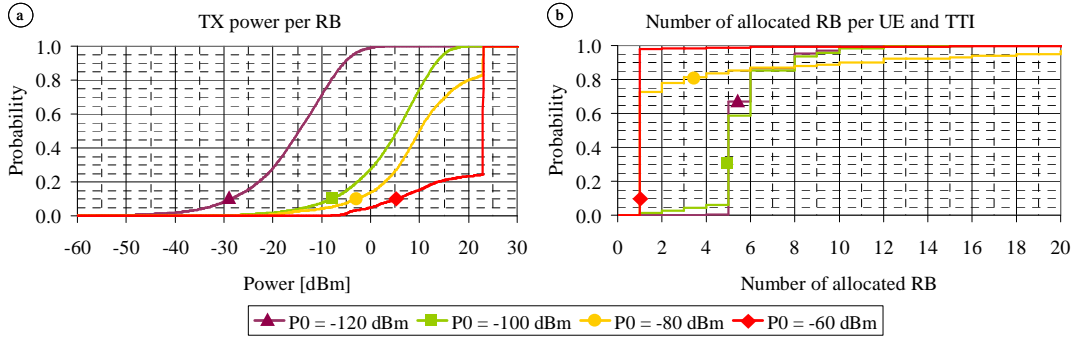 a
TX power per RB
Probability
1.0
0.8
0.6
0.4
0.2
0.0
-60 -50 -40 -30 -20 -10 0 10 20 30
Power [dBm]
b
Number of allocated RB per UE and TTI
Probability
1.0
0.8
0.6
0.4
0.2
0.0
0 2 4 6 8 10 12 14 16 18 20
Number of allocated RB
P0 = -120 dBm P0 = -100 dBm P0 = -80 dBm P0 = -60 dBm